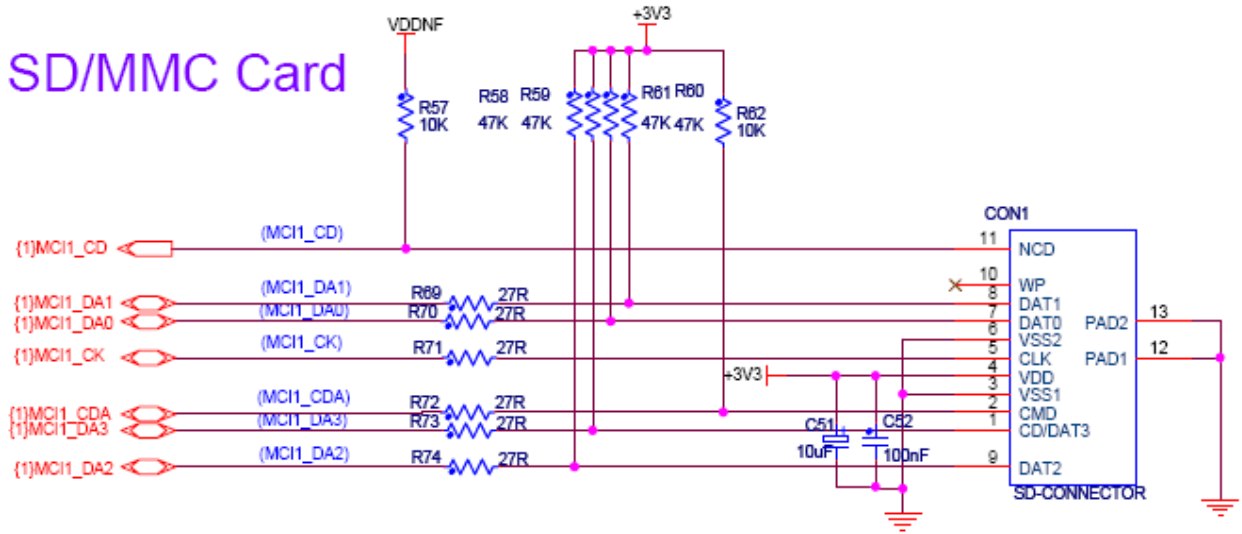 SD/MMC Card
VDDNF
+3V3
R57
10K
R58 R59
47K 47K
R61 R60
47K 47K
R62
10K
CON1
{1}MCI1_CD (MCI1_CD) 11 NCD
10 WP
{1}MCI1_DA1 (MCI1_DA1) R69 27R 8 DAT1
{1}MCI1_DA0 (MCI1_DA0) R70 27R 7 DAT0 PAD2 13
6 VSS2
{1}MCI1_CK (MCI1_CK) R71 27R 5 CLK PAD1 12
+3V3 4 VDD
3 VSS1
{1}MCI1_CDA (MCI1_CDA) R72 27R 2 CMD
{1}MCI1_DA3 (MCI1_DA3) R73 27R 1 CD/DAT3
C51 C52
10uF 100nF
{1}MCI1_DA2 (MCI1_DA2) R74 27R 9 DAT2
SD-CONNECTOR